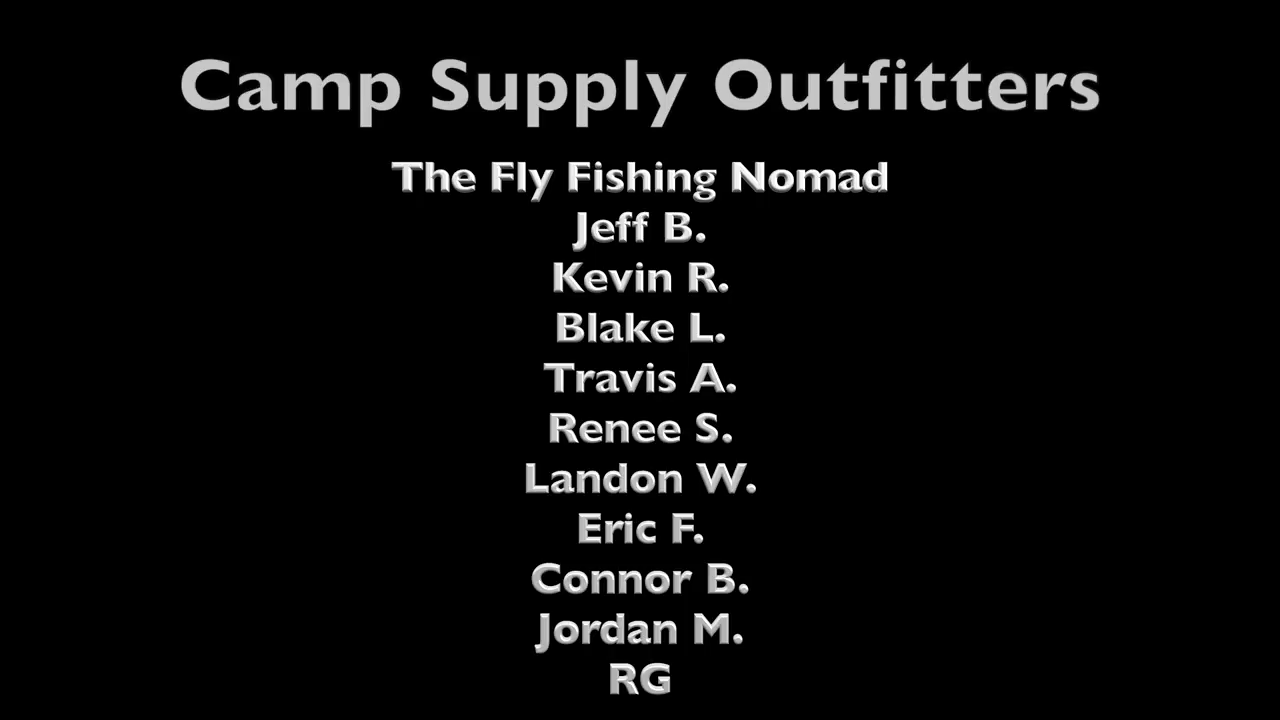 Camp Supply Outfitters
The Fly Fishing Nomad
Jeff B.
Kevin R.
Blake L.
Travis A.
Renee S.
Landon W.
Eric F.
Connor B.
Jordan M.
RG